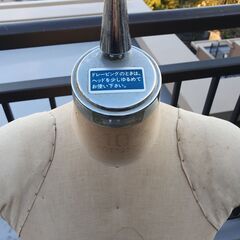 ドレーピングのときは、
ヘッドを少しゆるめて
お使い下さい。